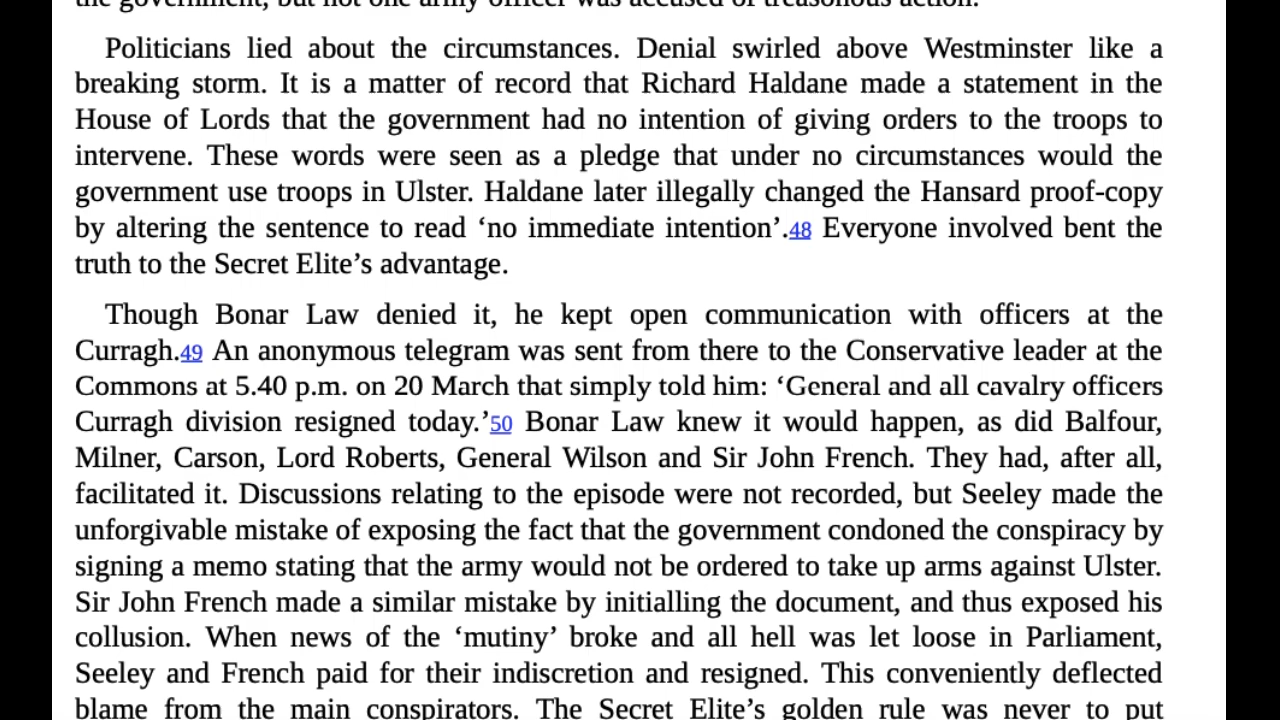 the government, but not one army officer was accused of treasonous action.
Politicians lied about the circumstances. Denial swirled above Westminster like a
breaking storm. It is a matter of record that Richard Haldane made a statement in the
House of Lords that the government had no intention of giving orders to the troops to
intervene. These words were seen as a pledge that under no circumstances would the
government use troops in Ulster. Haldane later illegally changed the Hansard proof-copy
by altering the sentence to read ‘no immediate intention’.48 Everyone involved bent the
truth to the Secret Elite’s advantage.
Though Bonar Law denied it, he kept open communication with officers at the
Curragh.49 An anonymous telegram was sent from there to the Conservative leader at the
Commons at 5.40 p.m. on 20 March that simply told him: ‘General and all cavalry officers
Curragh division resigned today.’50 Bonar Law knew it would happen, as did Balfour,
Milner, Carson, Lord Roberts, General Wilson and Sir John French. They had, after all,
facilitated it. Discussions relating to the episode were not recorded, but Seeley made the
unforgivable mistake of exposing the fact that the government condoned the conspiracy by
signing a memo stating that the army would not be ordered to take up arms against Ulster.
Sir John French made a similar mistake by initialling the document, and thus exposed his
collusion. When news of the ‘mutiny’ broke and all hell was let loose in Parliament,
Seeley and French paid for their indiscretion and resigned. This conveniently deflected
blame from the main conspirators. The Secret Elite’s golden rule was never to put